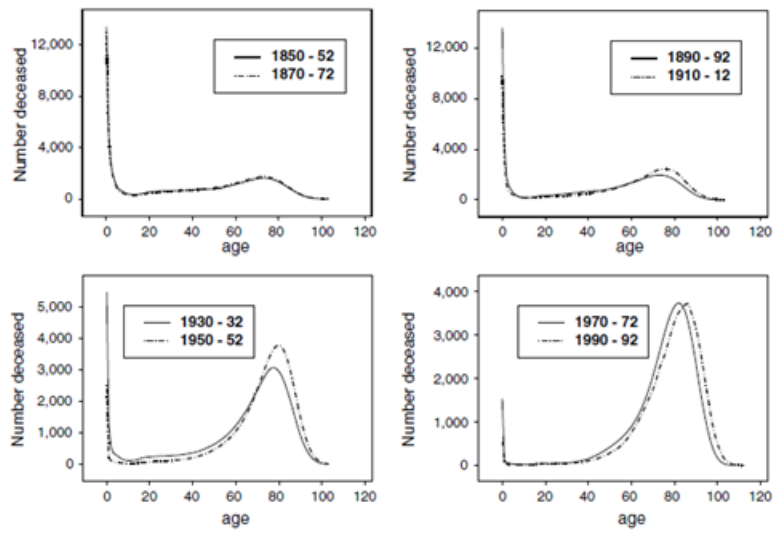 12,000
8,000
4,000
0
Number deceased
1850 - 52
1870 - 72
0 20 40 60 80 100 120
age
12,000
8,000
4,000
0
Number deceased
1890 - 92
1910 - 12
0 20 40 60 80 100 120
age
5,000
4,000
3,000
2,000
1,000
0
Number deceased
1930 - 32
1950 - 52
0 20 40 60 80 100 120
age
4,000
3,000
2,000
1,000
0
Number deceased
1970 - 72
1990 - 92
0 20 40 60 80 100 120
age